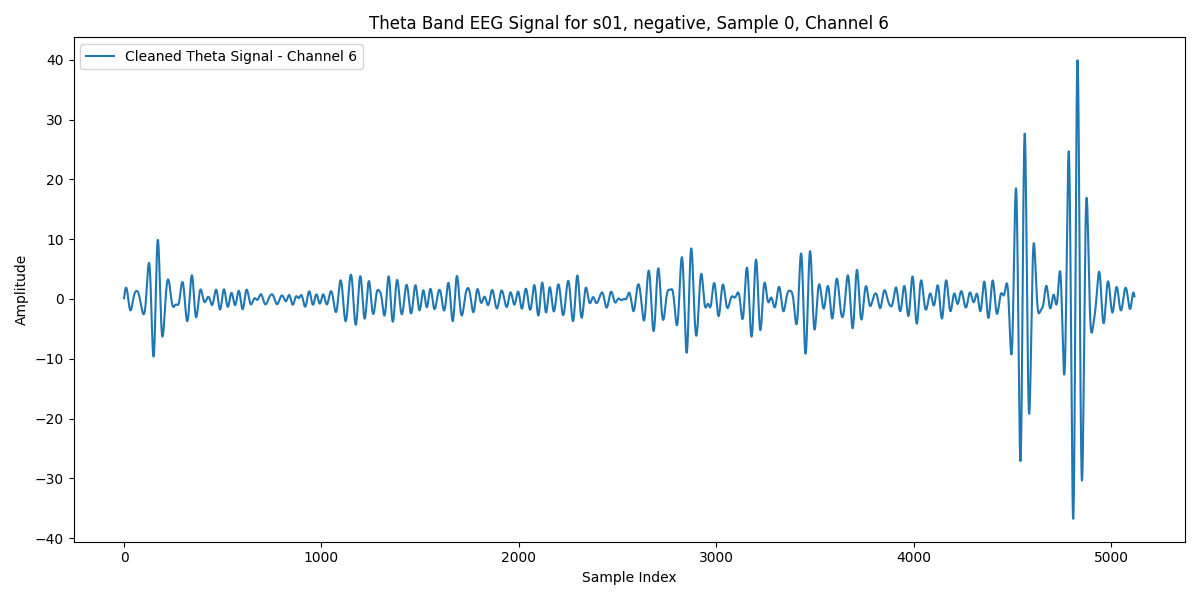 Theta Band EEG Signal for s01, negative, Sample 0, Channel 6
Cleaned Theta Signal - Channel 6
40
30
20
10
0
−10
−20
−30
−40
Amplitude
0 1000 2000 3000 4000 5000
Sample Index